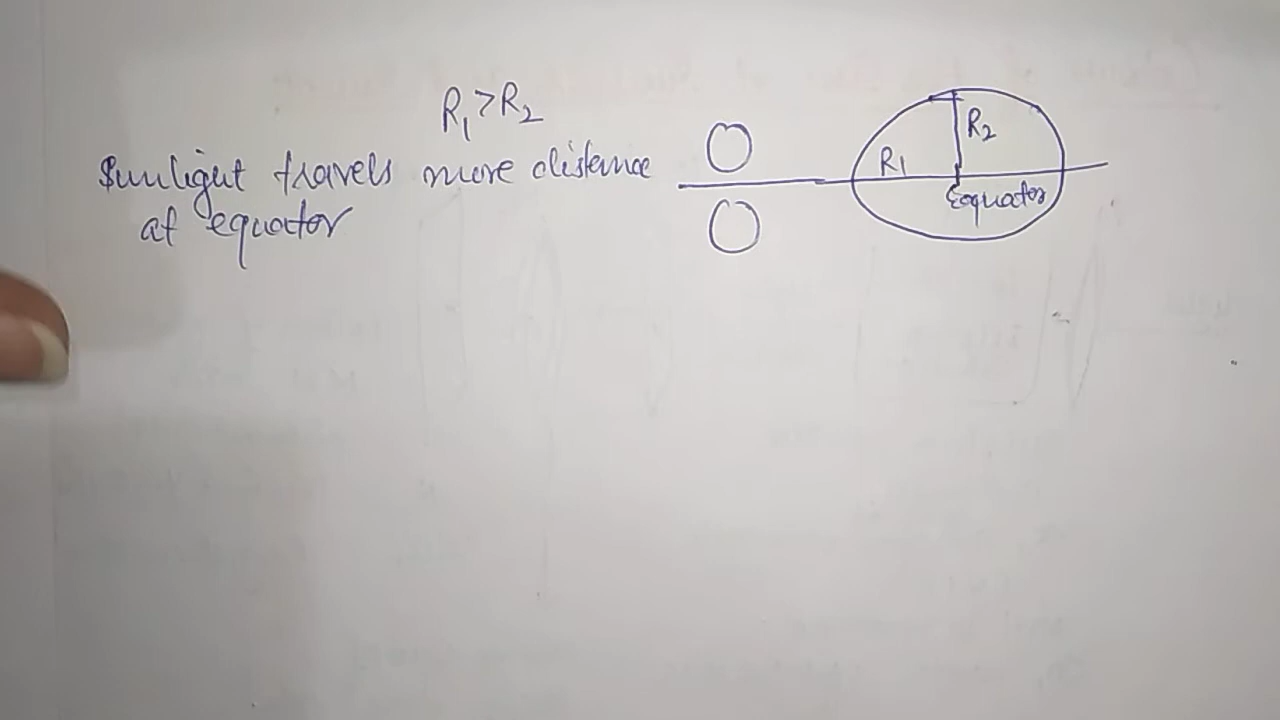 R₁>R₂
Sunlight travels more distance
at equator
R₂
R₁
Equator